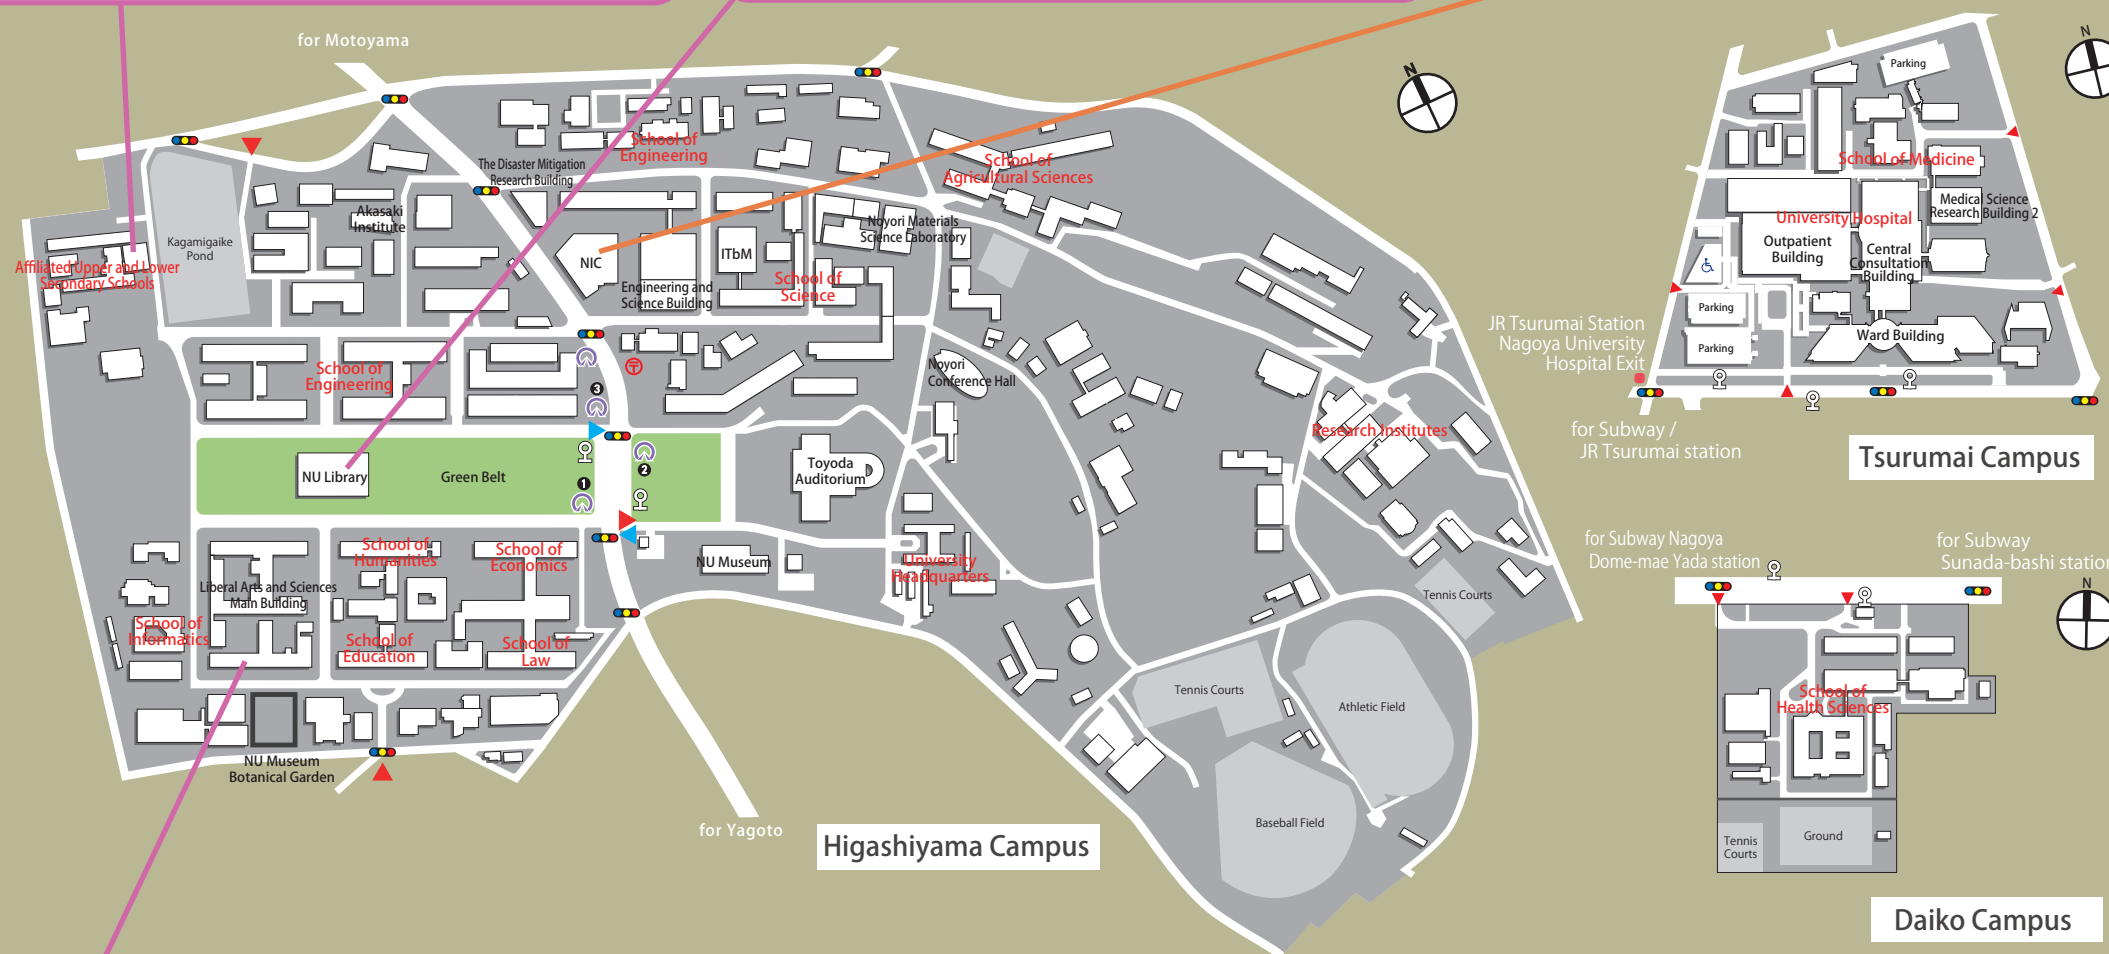 for Motoyama
N
School of
Engineering
The Disaster Mitigation
Research Building
School of
Agricultural Sciences
Akasaki
Institute
Noyori Materials
Science Laboratory
Kagamigaike
Pond
NIC
ITbM
Affiliated Upper and Lower
Secondary Schools
Engineering and
Science Building
School of
Science
School of
Engineering
3
Noyori
Conference Hall
Research Institutes
NU Library
Green Belt
1
2
Toyoda
Auditorium
School of
Humanities
School of
Economics
NU Museum
University
Headquarters
Liberal Arts and Sciences
Main Building
Tennis Courts
School of
Informatics
School of
Education
School of
Law
Tennis Courts
Athletic Field
NU Museum
Botanical Garden
Baseball Field
for Yagoto
Higashiyama Campus
N
Parking
School of Medicine
Medical Science
Research Building 2
University Hospital
Outpatient
Building
Central
Consultation
Building
Parking
JR Tsurumai Station
Nagoya University
Hospital Exit
Ward Building
Parking
for Subway /
JR Tsurumai station
Tsurumai Campus
for Subway Nagoya
Dome-mae Yada station
for Subway
Sunada-bashi station
N
School of
Health Sciences
Tennis
Courts
Ground
Daiko Campus